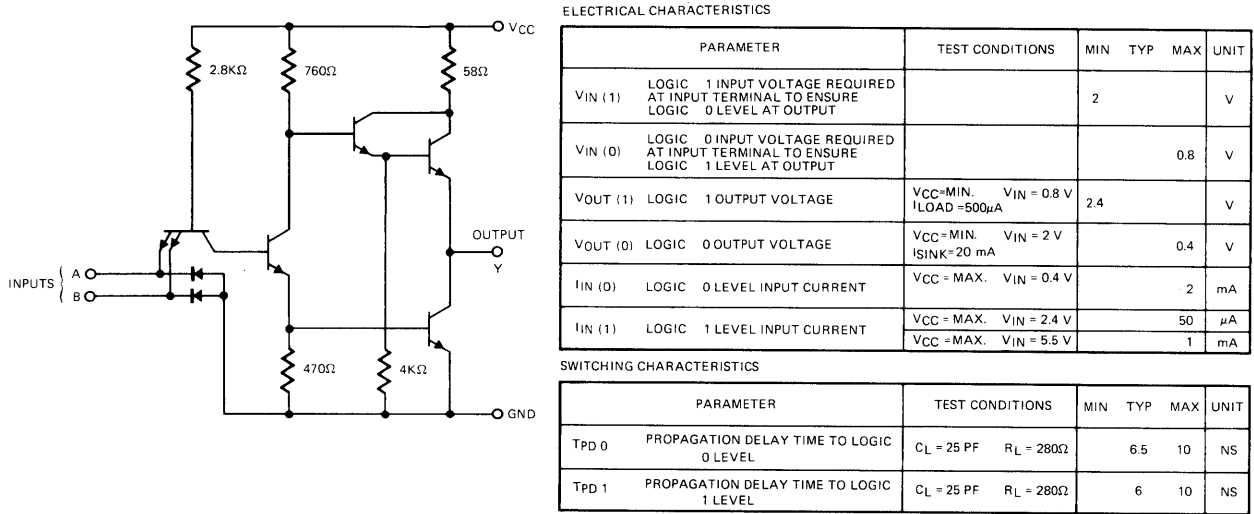 VCC
2.8KΩ
760Ω
58Ω
OUTPUT
Y
INPUTS
A
B
470Ω
4KΩ
GND
ELECTRICAL CHARACTERISTICS
PARAMETER TEST CONDITIONS MIN TYP MAX UNIT
VIN (1) LOGIC 1 INPUT VOLTAGE REQUIRED
AT INPUT TERMINAL TO ENSURE
LOGIC 0 LEVEL AT OUTPUT
2 V
VIN (0) LOGIC 0 INPUT VOLTAGE REQUIRED
AT INPUT TERMINAL TO ENSURE
LOGIC 1 LEVEL AT OUTPUT
0.8 V
VOUT (1) LOGIC 1 OUTPUT VOLTAGE
VCC=MIN. VIN = 0.8 V
ILOAD =500μA
2.4 V
VOUT (0) LOGIC 0 OUTPUT VOLTAGE
VCC=MIN. VIN = 2 V
ISINK=20 mA
0.4 V
IIN (0) LOGIC 0 LEVEL INPUT CURRENT
VCC = MAX. VIN = 0.4 V
-2 mA
IIN (1) LOGIC 1 LEVEL INPUT CURRENT
VCC = MAX. VIN = 2.4 V 50 μA
VCC = MAX. VIN = 5.5 V 1 mA
SWITCHING CHARACTERISTICS
PARAMETER TEST CONDITIONS MIN TYP MAX UNIT
TPD 0 PROPAGATION DELAY TIME TO LOGIC
0 LEVEL
CL = 25 PF RL = 280Ω 6.5 10 NS
TPD 1 PROPAGATION DELAY TIME TO LOGIC
1 LEVEL
CL = 25 PF RL = 280Ω 6 10 NS